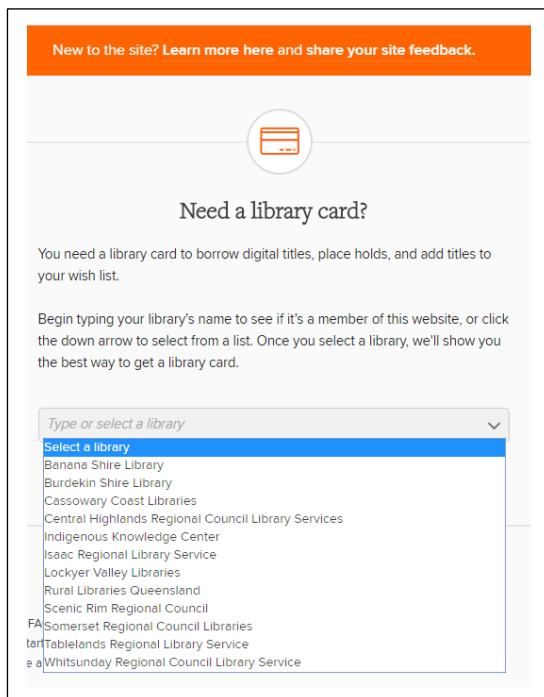 New to the site? Learn more here and share your site feedback.
Need a library card?
You need a library card to borrow digital titles, place holds, and add titles to
your wish list.
Begin typing your library's name to see if it's a member of this website, or click
the down arrow to select from a list. Once you select a library, we'll show you
the best way to get a library card.
Type or select a library
Select a library
Banana Shire Library
Burdekin Shire Library
Cassowary Coast Libraries
Central Highlands Regional Council Library Services
Indigenous Knowledge Center
Isaac Regional Library Service
Lockyer Valley Libraries
Rural Libraries Queensland
Scenic Rim Regional Council
FA Somerset Regional Council Libraries
tart Tablelands Regional Library Service
e a Whitsunday Regional Council Library Service